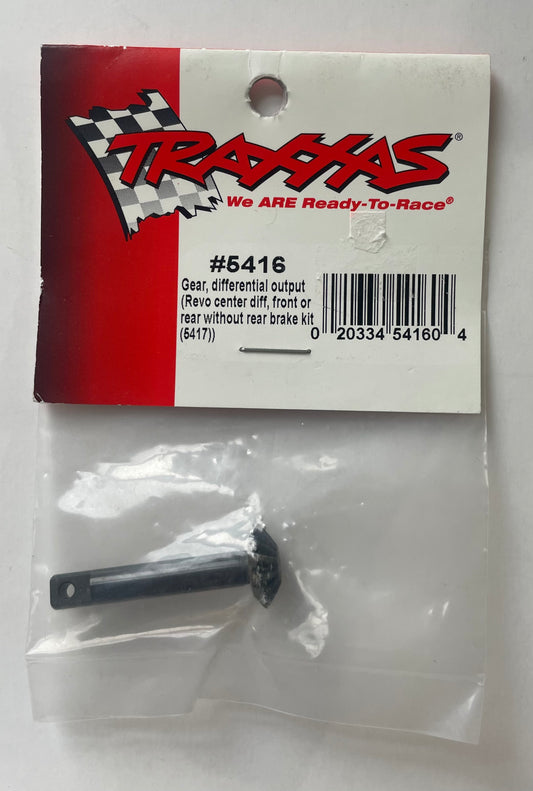 TRAXXAS®
We ARE Ready-To-Race®
#5416
Gear, differential output
(Revo center diff, front or
rear without rear brake kit
(5417))
0 20334 54160 4